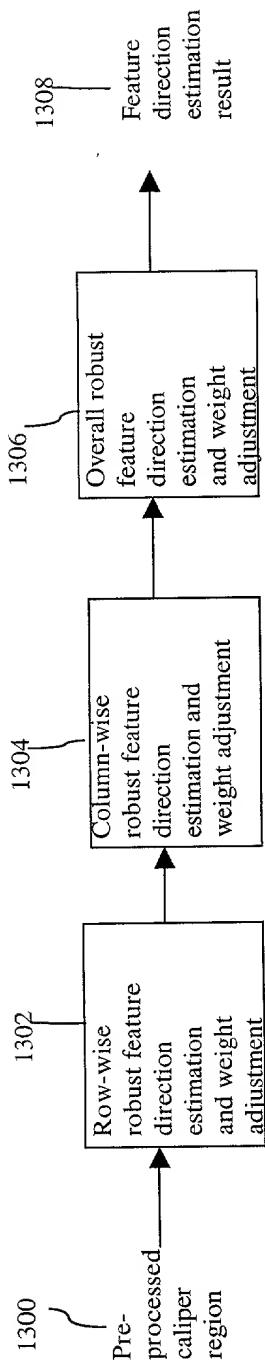 1300
Pre-
processed
caliper
region
1302
Row-wise
robust feature
direction
estimation
and weight
adjustment
1304
Column-wise
robust feature
direction
estimation and
weight adjustment
1306
Overall robust
feature
direction
estimation
and weight
adjustment
1308
Feature
direction
estimation
result